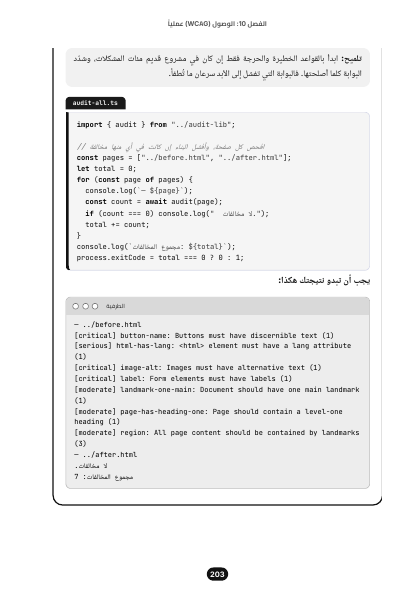 الفصل 10: الوصول (WCAG) عملياً
تلميح: ابدأ بالقواعد الخطيرة والحرجة فقط إن كان في مشروع قديم مئات المشكلات، وشدّد
البوابة كلما أصلحتها. فالبوابة التي تفشل إلى الأبد سرعان ما تُطفأ.
audit-all.ts
import { audit } from "../audit-lib";
// افحص كل صفحة، وأفشل البناء إن كانت في أي منها مخالفة
const pages = ["../before.html", "../after.html"];
let total = 0;
for (const page of pages) {
console.log(`— ${page}`);
const count = await audit(page);
if (count === 0) console.log("  لا مخالفات.");
total += count;
}
console.log(`مجموع المخالفات: ${total}`);
process.exitCode = total === 0 ? 0 : 1;
يجب أن تبدو نتيجتك هكذا:
الطرفية
— ../before.html
[critical] button-name: Buttons must have discernible text (1)
[serious] html-has-lang: <html> element must have a lang attribute
(1)
[critical] image-alt: Images must have alternative text (1)
[critical] label: Form elements must have labels (1)
[moderate] landmark-one-main: Document should have one main landmark
(1)
[moderate] page-has-heading-one: Page should contain a level-one
heading (1)
[moderate] region: All page content should be contained by landmarks
(3)
— ../after.html
لا مخالفات.
مجموع المخالفات: 7
203